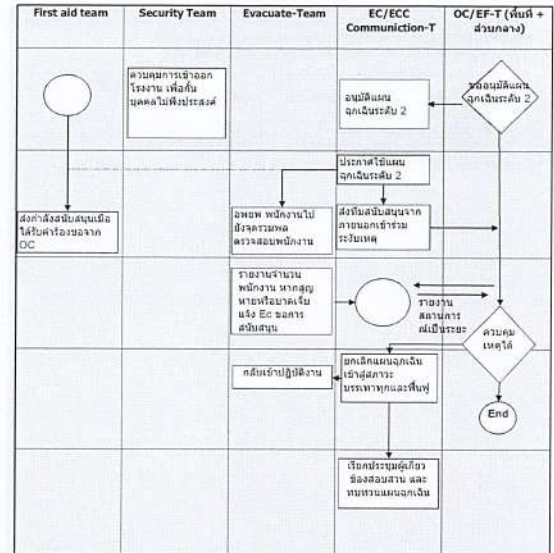 First aid team
Security Team
Evacuate-Team
EC/ECC
Communiction-T
OC/EF-T (พื้นที่ +
ส่วนกลาง)
ควบคุมการเข้าออก
โรงงาน เพื่อกั้น
บุคคลไม่พึงประสงค์
อนุมัติแผน
ฉุกเฉินระดับ 2
ขออนุมัติแผน
ฉุกเฉินระดับ 2
ประกาศใช้แผน
ฉุกเฉินระดับ 2
ส่งกำลังสนับสนุนเมื่อ
ได้รับคำร้องขอจาก
OC
อพยพ พนักงานไป
ยังจุดรวมพล
ตรวจสอบพนักงาน
ส่งทีมสนับสนุนจาก
ภายนอกเข้าร่วม
ระงับเหตุ
รายงานจำนวน
พนักงาน หากสูญ
หายหรือบาดเจ็บ
แจ้ง Ec ขอการ
สนับสนุน
รายงาน
สถานการ
ณ์เป็นระยะ
ควบคุม
เหตุได้
กลับเข้าปฏิบัติงาน
ยกเลิกแผนฉุกเฉิน
เข้าสู่สภาวะ
บรรเทาทุกและฟื้นฟู
End
เรียกประชุมผู้เกี่ยว
ข้องสอบสวน และ
ทบทวนแผนฉุกเฉิน